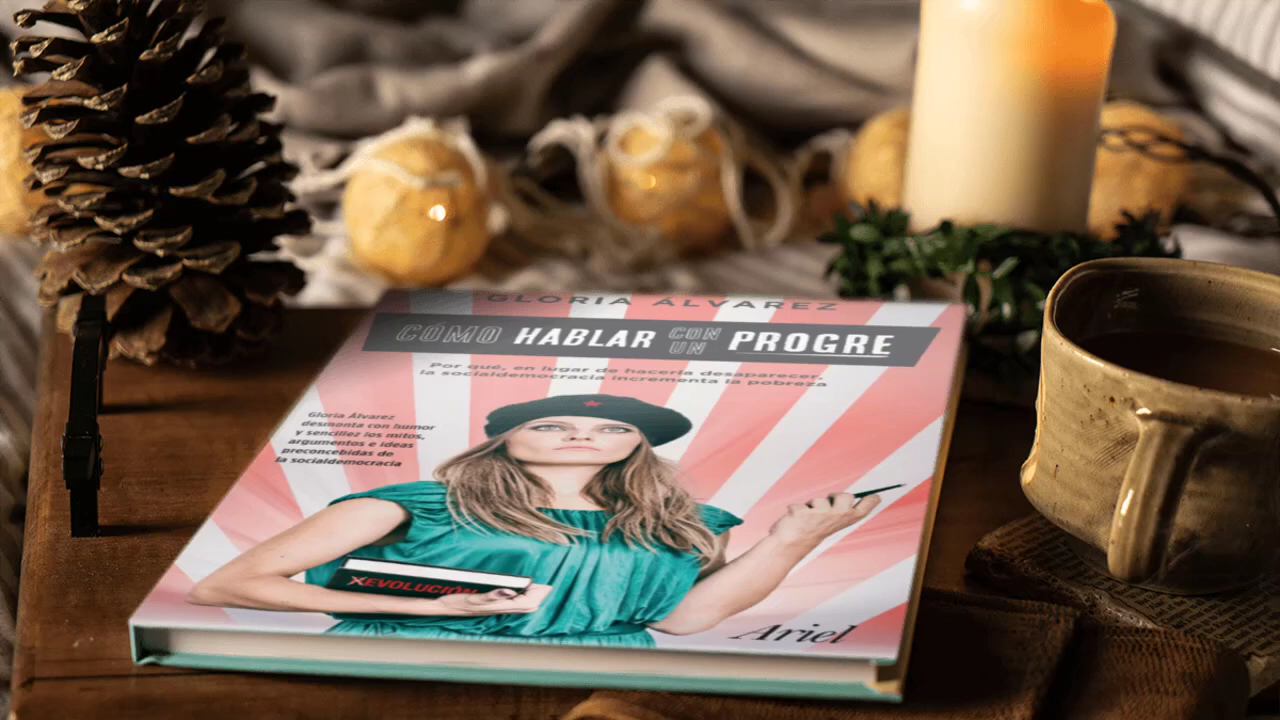 GLORIA ÁLVAREZ
CÓMO HABLAR CON UN PROGRE
Por qué, en lugar de hacerla desaparecer,
la socialdemocracia incrementa la pobreza
Gloria Álvarez
desmonta con humor
y sencillez los mitos,
argumentos e ideas
preconcebidas de
la socialdemocracia
XEVOLUCIÓN
Ariel